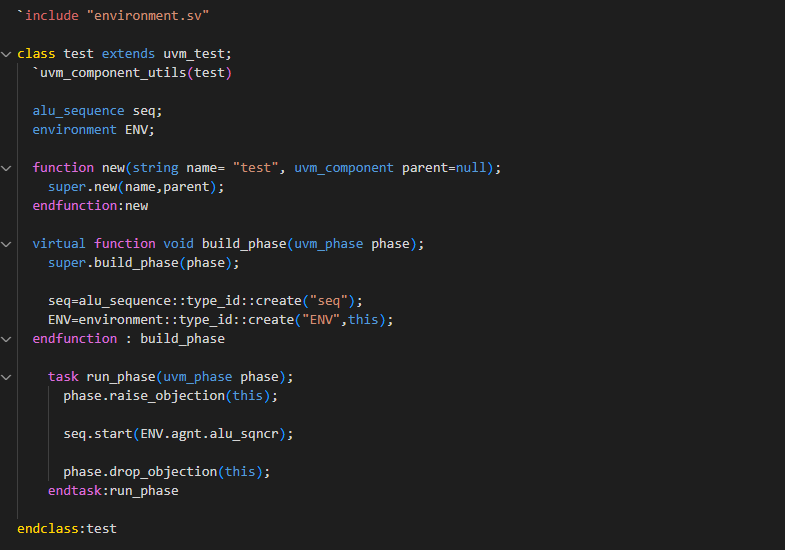 `include "environment.sv"
class test extends uvm_test;
`uvm_component_utils(test)
alu_sequence seq;
environment ENV;
function new(string name= "test", uvm_component parent=null);
super.new(name,parent);
endfunction:new
virtual function void build_phase(uvm_phase phase);
super.build_phase(phase);
seq=alu_sequence::type_id::create("seq");
ENV=environment::type_id::create("ENV",this);
endfunction : build_phase
task run_phase(uvm_phase phase);
phase.raise_objection(this);
seq.start(ENV.agnt.alu_sqncr);
phase.drop_objection(this);
endtask:run_phase
endclass:test